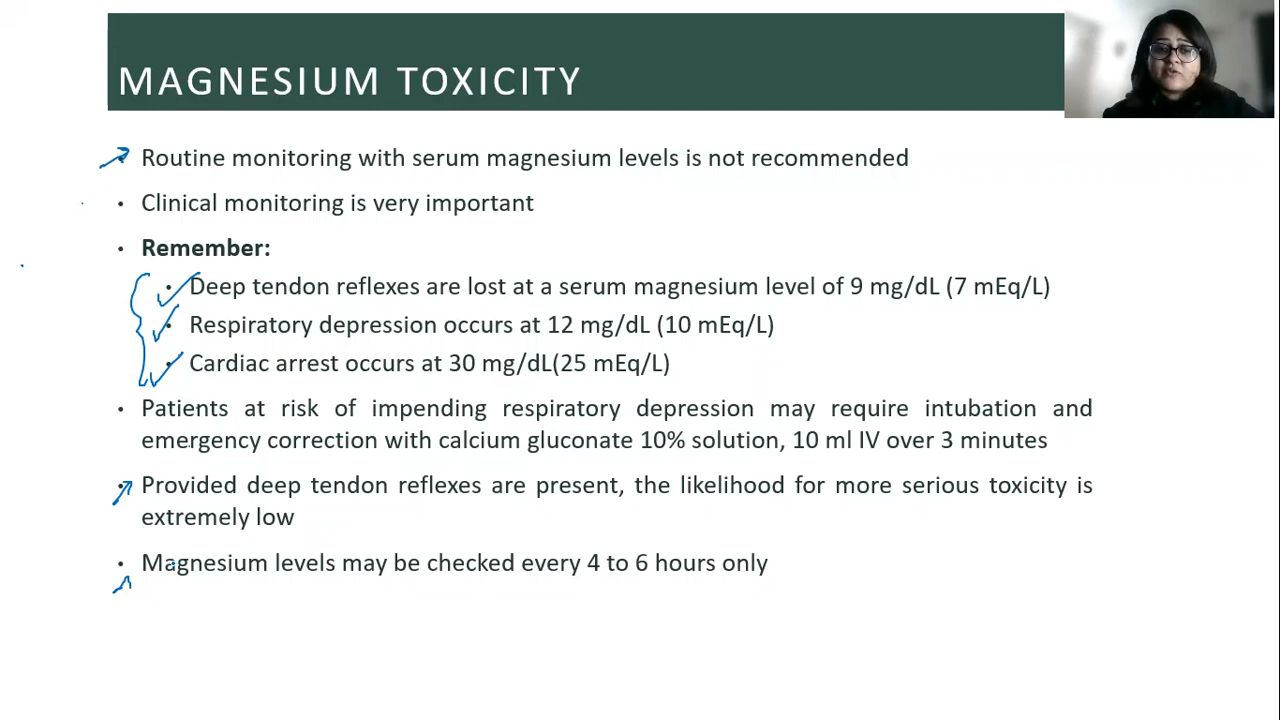 MAGNESIUM TOXICITY
• Routine monitoring with serum magnesium levels is not recommended
• Clinical monitoring is very important
• Remember:
• Deep tendon reflexes are lost at a serum magnesium level of 9 mg/dL (7 mEq/L)
• Respiratory depression occurs at 12 mg/dL (10 mEq/L)
• Cardiac arrest occurs at 30 mg/dL(25 mEq/L)
• Patients at risk of impending respiratory depression may require intubation and
emergency correction with calcium gluconate 10% solution, 10 ml IV over 3 minutes
• Provided deep tendon reflexes are present, the likelihood for more serious toxicity is
extremely low
• Magnesium levels may be checked every 4 to 6 hours only